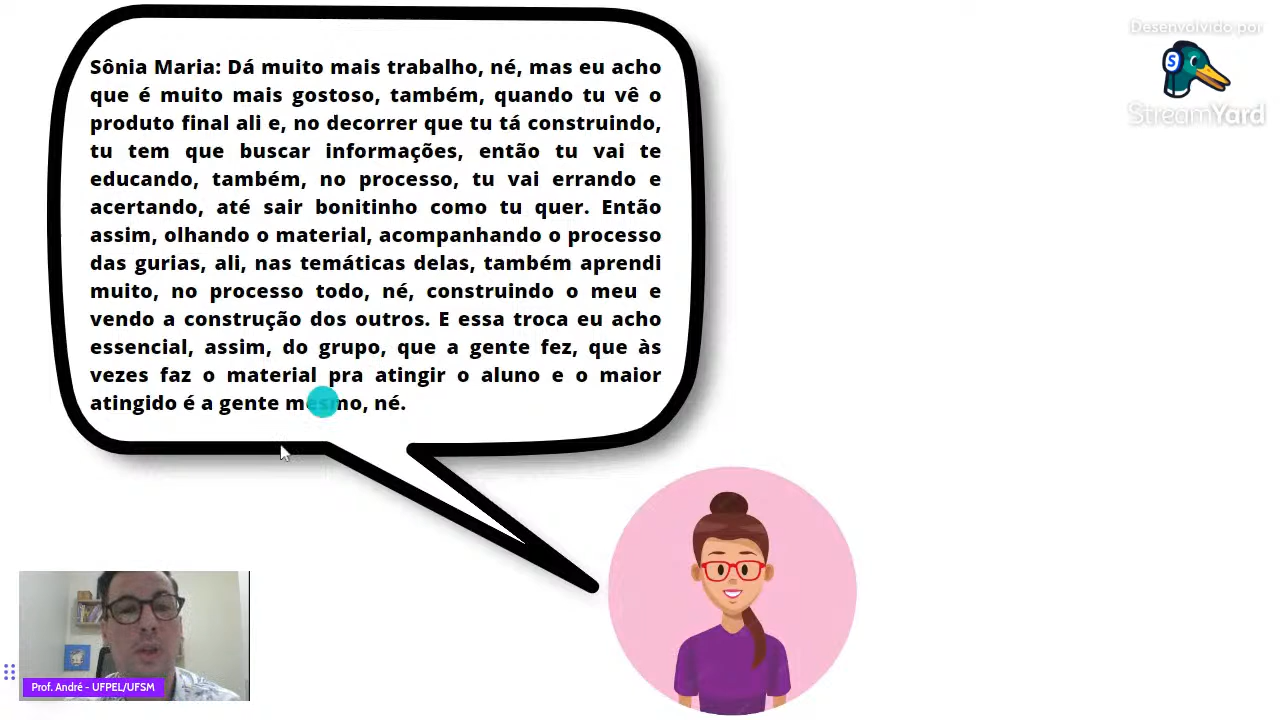 Desenvolvido por
S
StreamYard
Sônia Maria: Dá muito mais trabalho, né, mas eu acho
que é muito mais gostoso, também, quando tu vê o
produto final ali e, no decorrer que tu tá construindo,
tu tem que buscar informações, então tu vai te
educando, também, no processo, tu vai errando e
acertando, até sair bonitinho como tu quer. Então
assim, olhando o material, acompanhando o processo
das gurias, ali, nas temáticas delas, também aprendi
muito, no processo todo, né, construindo o meu e
vendo a construção dos outros. E essa troca eu acho
essencial, assim, do grupo, que a gente fez, que às
vezes faz o material pra atingir o aluno e o maior
atingido é a gente mesmo, né.
Prof. André - UFPEL/UFSM